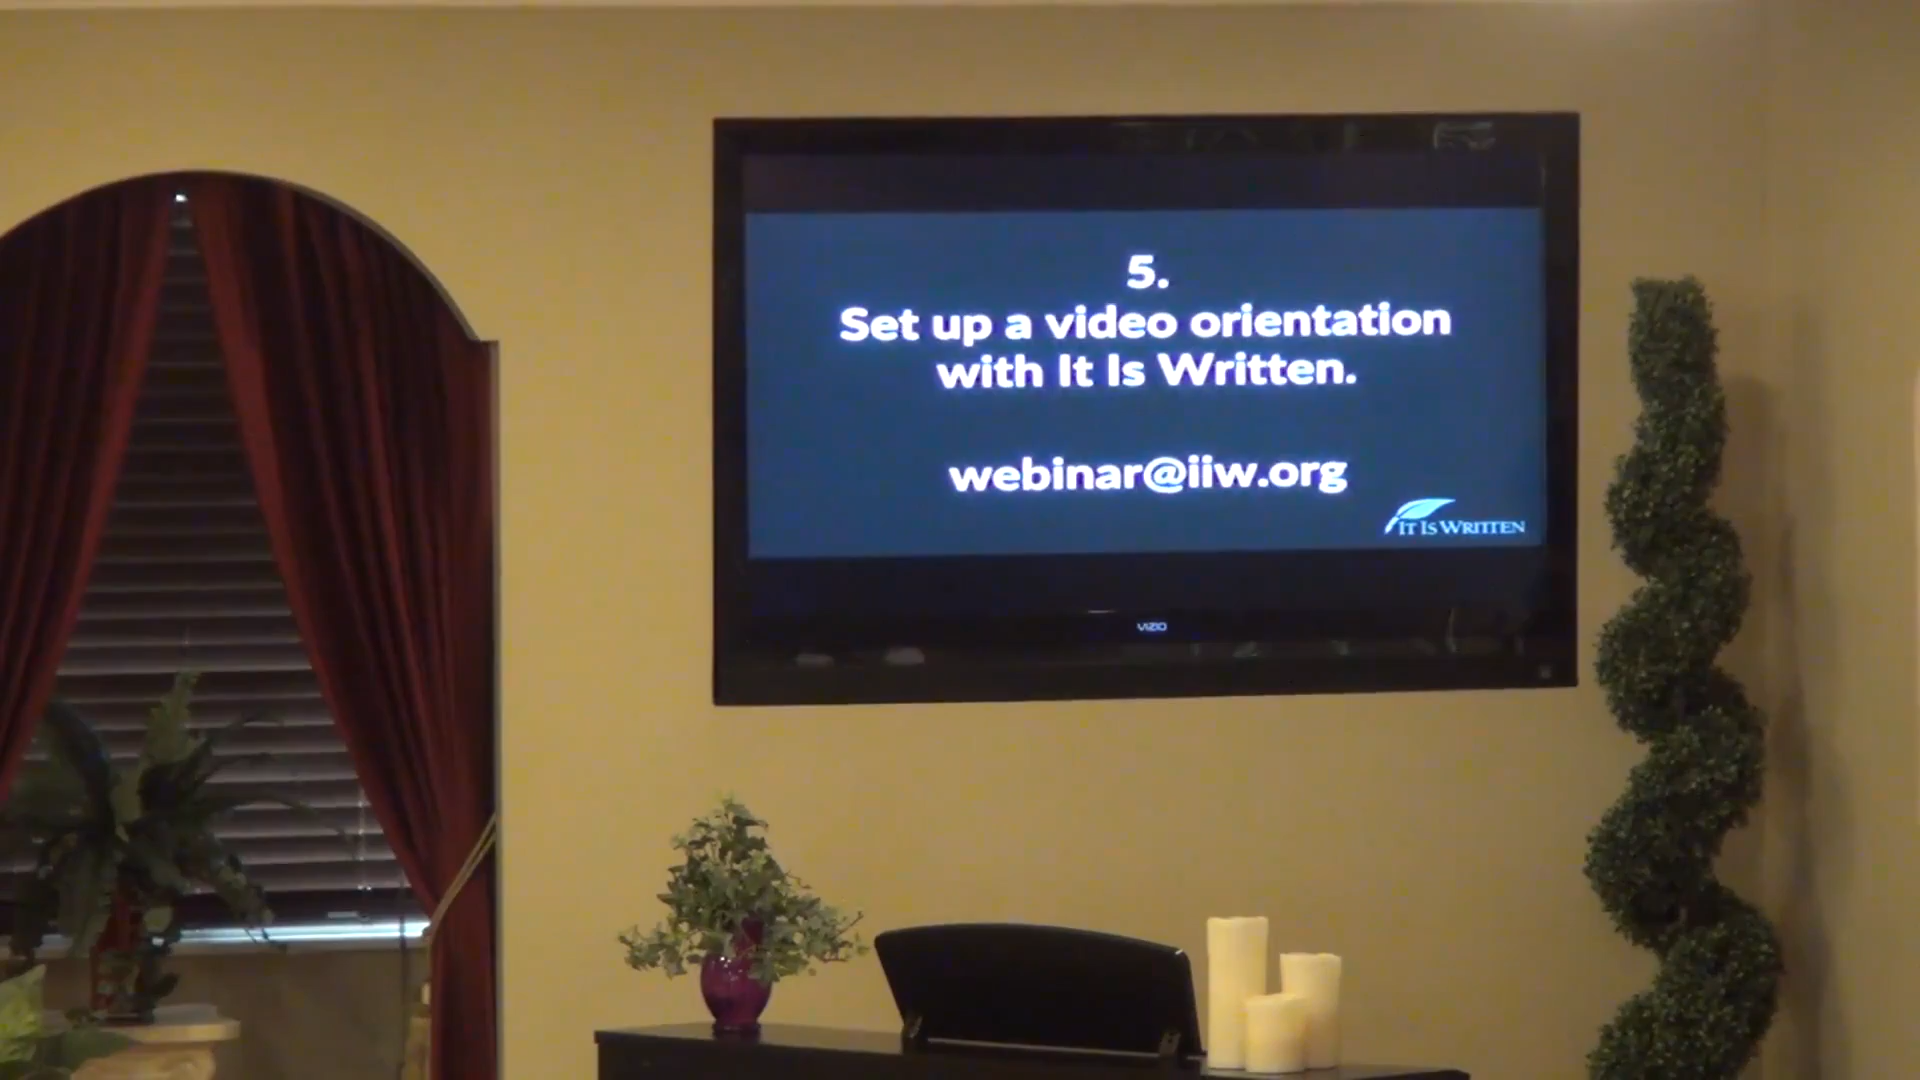 5.
Set up a video orientation
with It Is Written.
webinar@iiw.org
IT IS WRITTEN
VIZIO